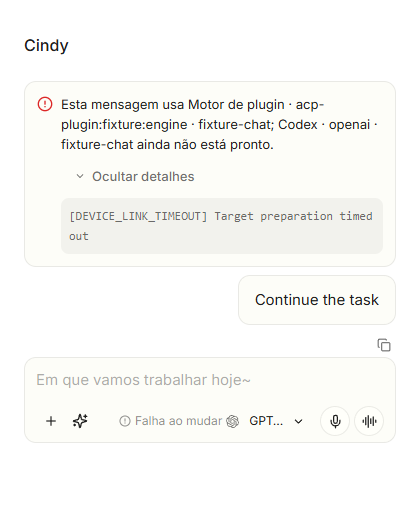 Cindy
Esta mensagem usa Motor de plugin · acp-
plugin:fixture:engine · fixture-chat; Codex · openai ·
fixture-chat ainda não está pronto.
Ocultar detalhes
[DEVICE_LINK_TIMEOUT] Target preparation timed
out
Continue the task
Em que vamos trabalhar hoje~
Falha ao mudar GPT...